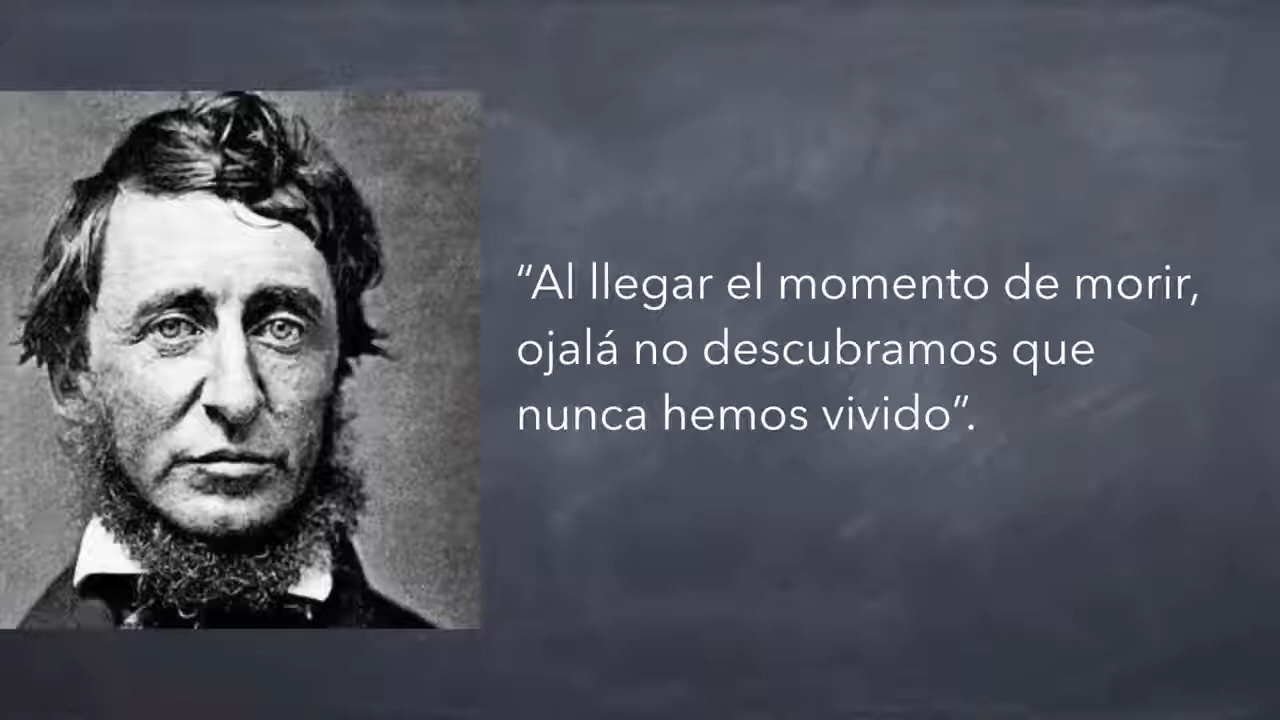 “Al llegar el momento de morir,
ojalá no descubramos que
nunca hemos vivido”.